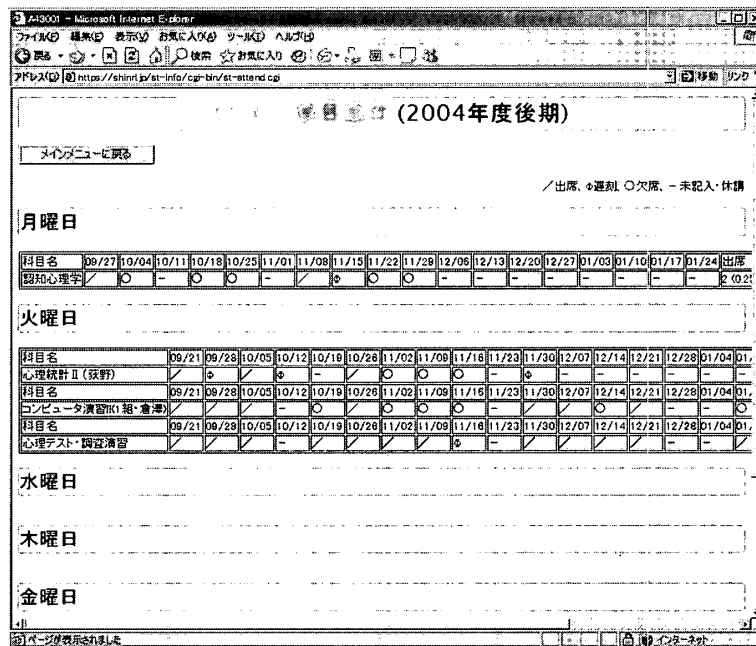 A43001 - Microsoft Internet Explorer
ファイル(F) 編集(E) 表示(V) お気に入り(A) ツール(T) ヘルプ(H)
戻る 検索 お気に入り
アドレス(D) https://shinri.jp/st-info/cgi-bin/st-attend.cgi 移動 リンク
(2004年度後期)
メインメニューに戻る
／出席、φ遅刻、○欠席、－未記入・休講
月曜日
科目名 09/27 10/04 10/11 10/18 10/25 11/01 11/08 11/15 11/22 11/29 12/06 12/13 12/20 12/27 01/03 01/10 01/17 01/24 出席
認知心理学 ／ ○ － ○ ○ － ／ φ ○ ○ － － － － － － － － 2 (0.2
火曜日
科目名 09/21 09/28 10/05 10/12 10/19 10/26 11/02 11/09 11/16 11/23 11/30 12/07 12/14 12/21 12/28 01/04 01/
心理統計Ⅱ(荻野) ／ φ ／ φ － ／ ○ ○ ○ － φ － － － － － －
科目名 09/21 09/28 10/05 10/12 10/19 10/26 11/02 11/09 11/16 11/23 11/30 12/07 12/14 12/21 12/28 01/04 01/
コンピュータ演習Ⅱ(1組・倉澤) ／ ／ ／ － ○ ／ ○ ○ ○ － ／ ／ ○ ／ － － ○
科目名 09/21 09/28 10/05 10/12 10/19 10/26 11/02 11/09 11/16 11/23 11/30 12/07 12/14 12/21 12/28 01/04 01/
心理テスト・調査演習 ／ ／ ／ － ／ ／ ／ ／ φ － ／ ／ ／ ／ － － ／
水曜日
木曜日
金曜日
ページが表示されました インターネット